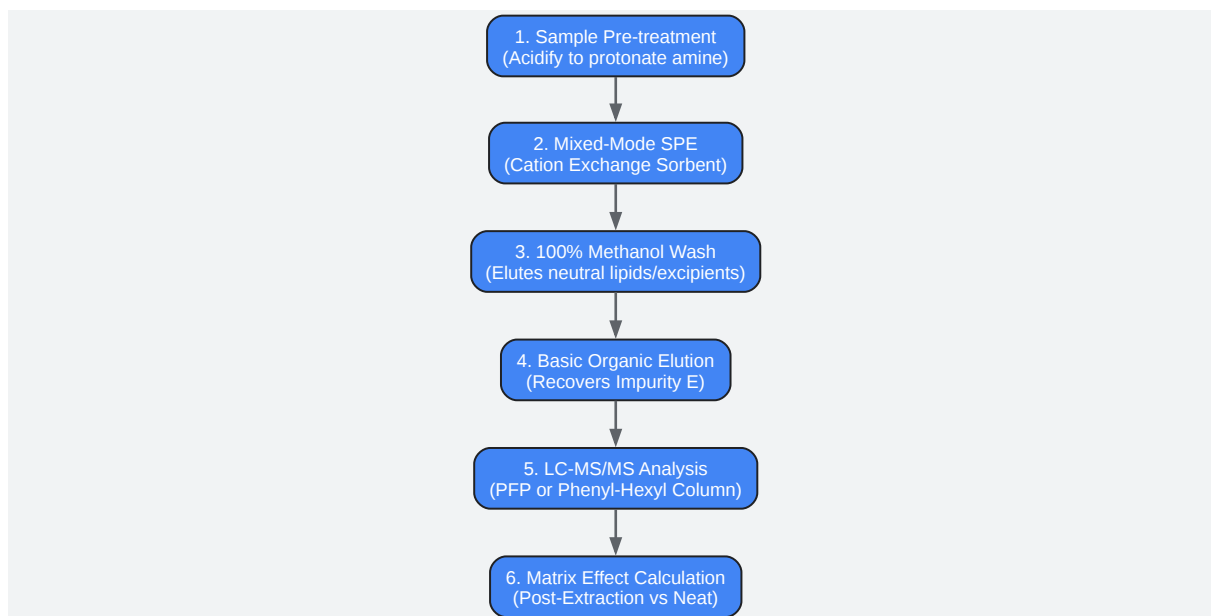 1. Sample Pre-treatment
(Acidify to protonate amine)
2. Mixed-Mode SPE
(Cation Exchange Sorbent)
3. 100% Methanol Wash
(Elutes neutral lipids/excipients)
4. Basic Organic Elution
(Recovers Impurity E)
5. LC-MS/MS Analysis
(PFP or Phenyl-Hexyl Column)
6. Matrix Effect Calculation
(Post-Extraction vs Neat)